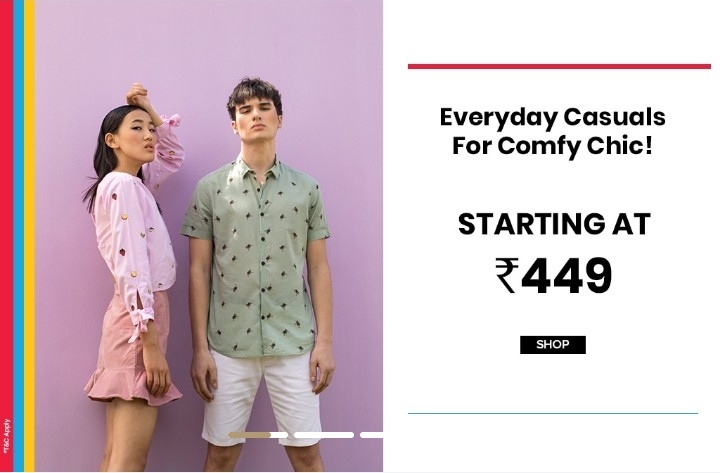 Everyday Casuals
For Comfy Chic!
STARTING AT
₹449
SHOP
*T&C Apply